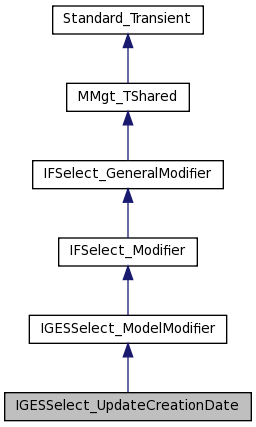 Standard_Transient
MMgt_TShared
IFSelect_GeneralModifier
IFSelect_Modifier
IGESSelect_ModelModifier
IGESSelect_UpdateCreationDate